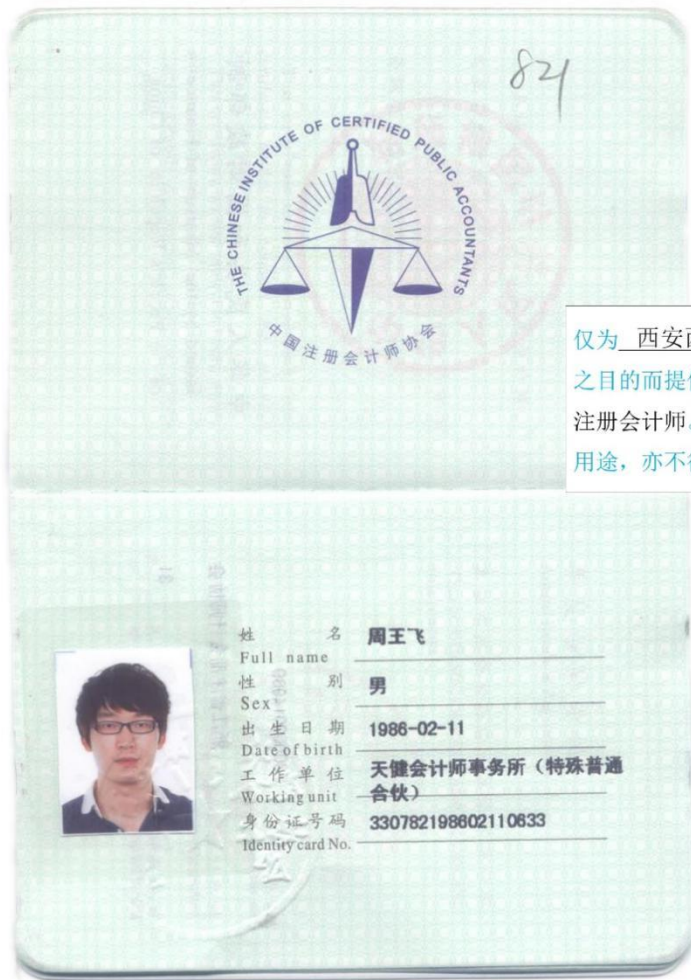 821
THE CHINESE INSTITUTE OF CERTIFIED PUBLIC ACCOUNTANTS
中国注册会计师协会
仅为 西安
之目的而提
注册会计师
用途，亦不
姓 名 周王飞
Full name
性 别 男
Sex
出生日期 1986-02-11
Date of birth
工作单位 天健会计师事务所（特殊普通
Working unit 合伙）
身份证号码 330782198602110633
Identity card No.